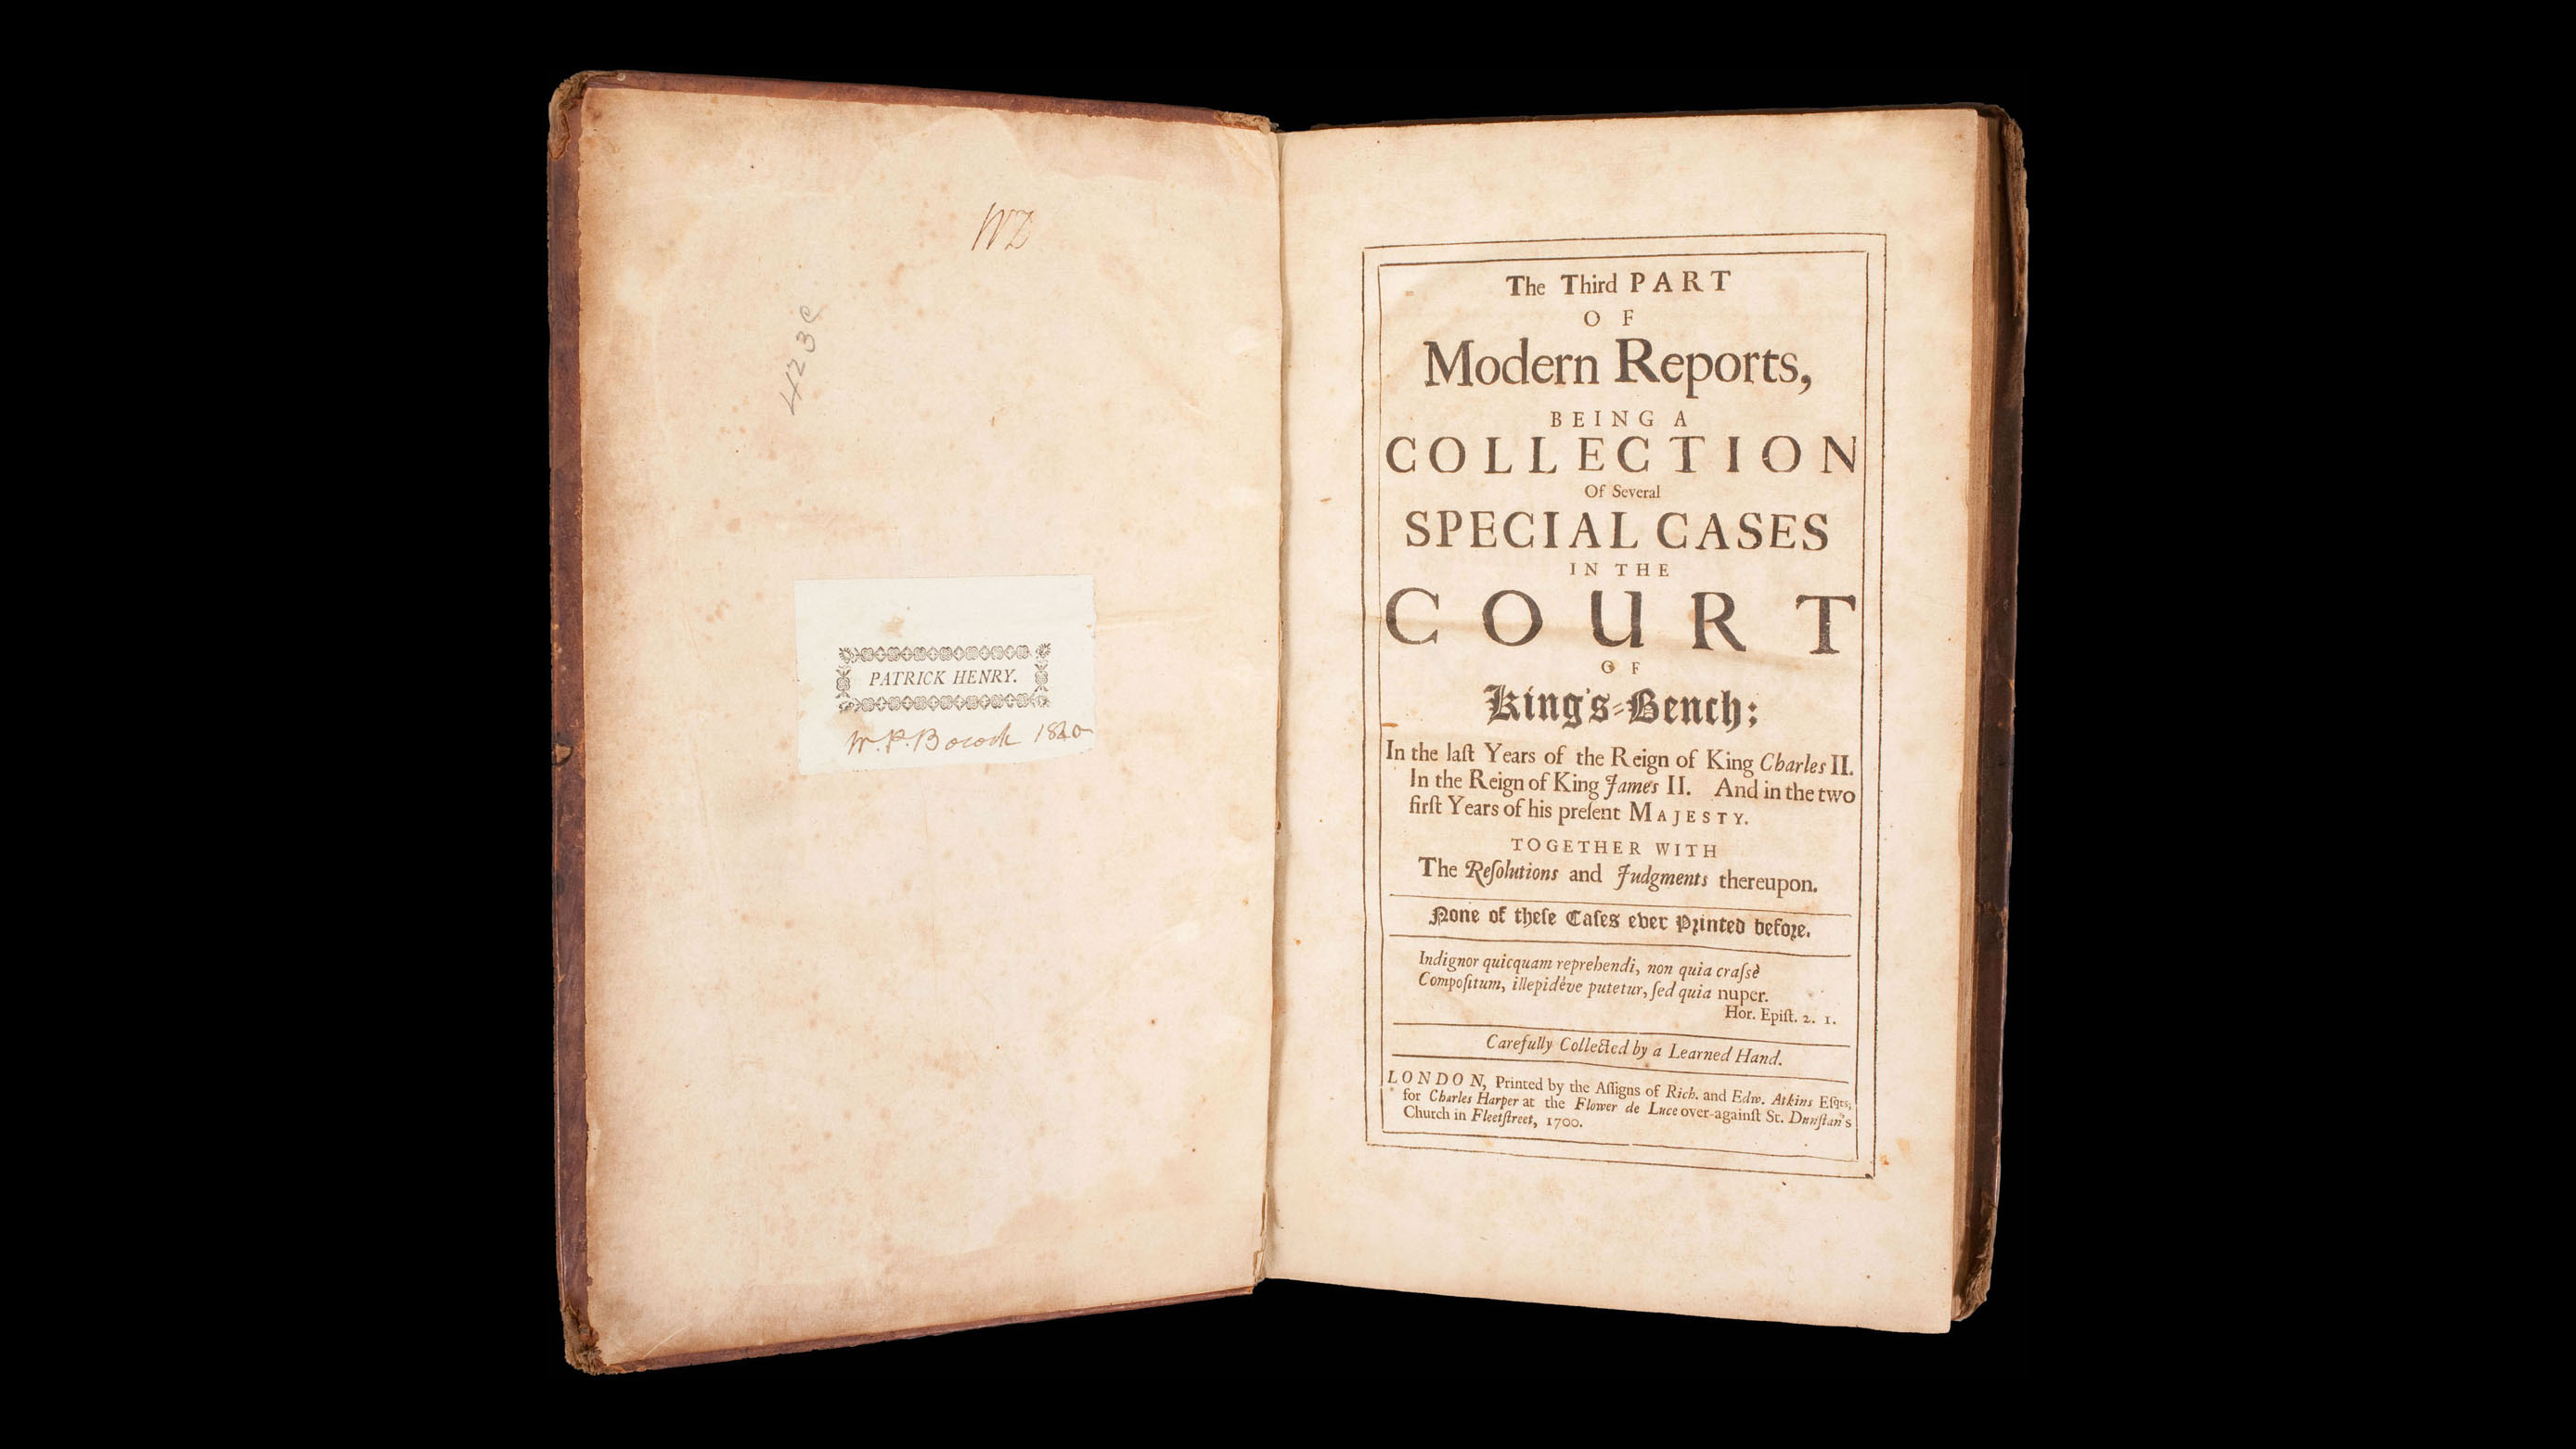 WB
423c
PATRICK HENRY.
W. P. Bocock 1820
The Third PART
OF
Modern Reports,
BEING A
COLLECTION
Of Several
SPECIAL CASES
IN THE
COURT
OF
King's-Bench;
In the laſt Years of the Reign of King Charles II.
In the Reign of King James II. And in the two
firſt Years of his preſent MAJESTY.
TOGETHER WITH
The Reſolutions and Judgments thereupon.
None of theſe Caſes ever Printed before.
Indignor quicquam reprehendi, non quia craſsè
Compoſitum, illepidéve putetur, ſed quia nuper.
Hor. Epiſt. 2. 1.
Carefully Collected by a Learned Hand.
LONDON, Printed by the Aſſigns of Rich. and Edw. Atkins Eſqrs;
for Charles Harper at the Flower de Luce over-againſt St. Dunſtan's
Church in Fleetſtreet, 1700.